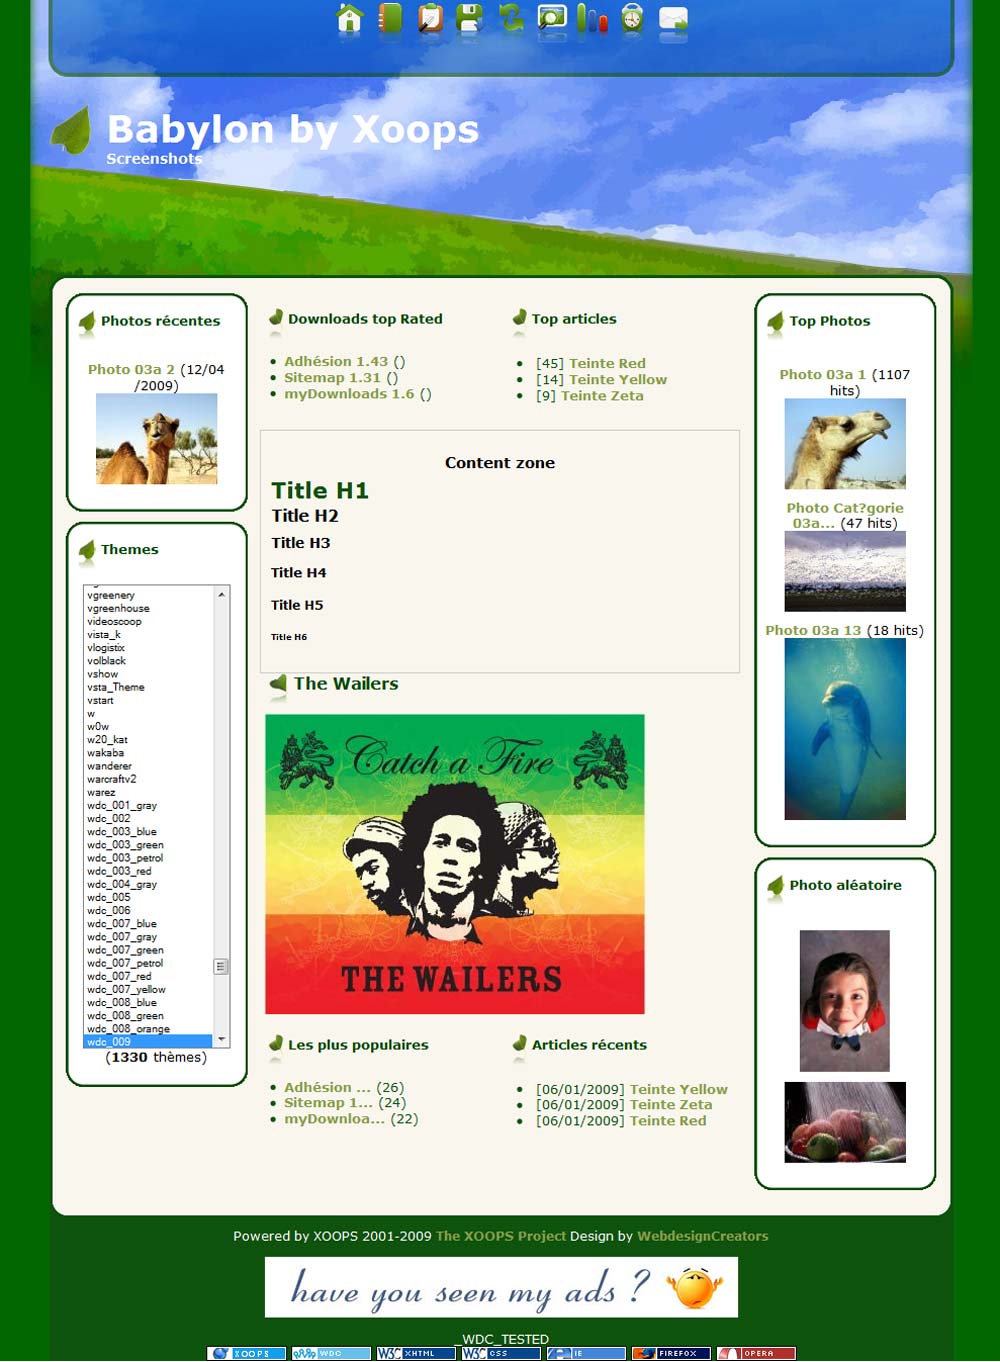 Babylon by Xoops
Screenshots
Photos récentes
Photo 03a 2 (12/04
/2009)
Themes
vgreenery
vgreenhouse
videoscoop
vista_k
vlogistix
volblack
vshow
vsta_Theme
vstart
w
w0w
w20_kat
wakaba
wanderer
warcraftv2
warez
wdc_001_gray
wdc_002
wdc_003_blue
wdc_003_green
wdc_003_petrol
wdc_003_red
wdc_004_gray
wdc_005
wdc_006
wdc_007_blue
wdc_007_gray
wdc_007_green
wdc_007_petrol
wdc_007_red
wdc_007_yellow
wdc_008_blue
wdc_008_green
wdc_008_orange
wdc_009
(1330 thèmes)
Downloads top Rated
Adhésion 1.43 ()
Sitemap 1.31 ()
myDownloads 1.6 ()
Top articles
[45] Teinte Red
[14] Teinte Yellow
[9] Teinte Zeta
Content zone
Title H1
Title H2
Title H3
Title H4
Title H5
Title H6
The Wailers
Catch a Fire
THE WAILERS
Les plus populaires
Adhésion ... (26)
Sitemap 1... (24)
myDownloa... (22)
Articles récents
[06/01/2009] Teinte Yellow
[06/01/2009] Teinte Zeta
[06/01/2009] Teinte Red
Top Photos
Photo 03a 1 (1107
hits)
Photo Cat?gorie
03a... (47 hits)
Photo 03a 13 (18 hits)
Photo aléatoire
Powered by XOOPS 2001-2009 The XOOPS Project Design by WebdesignCreators
have you seen my ads ?
_WDC_TESTED
XOOPS WDC W3C XHTML W3C CSS IE FIREFOX OPERA